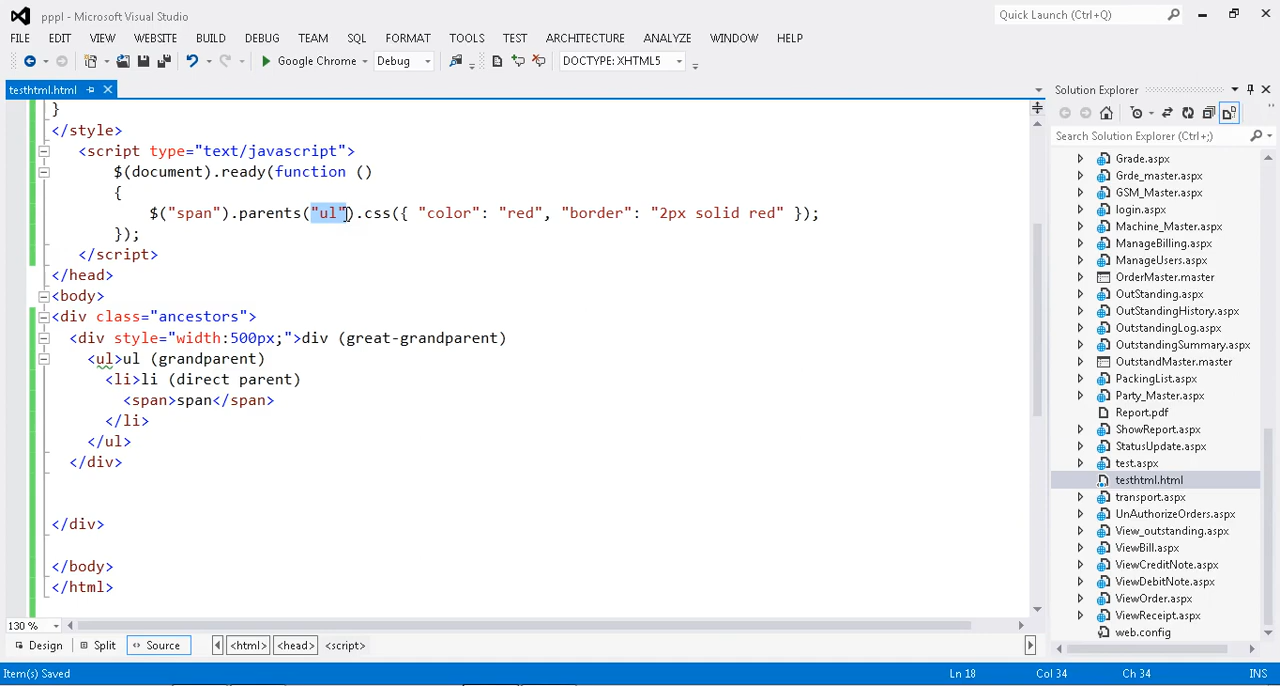 pppl - Microsoft Visual Studio
Quick Launch (Ctrl+Q)
FILE EDIT VIEW WEBSITE BUILD DEBUG TEAM SQL FORMAT TOOLS TEST ARCHITECTURE ANALYZE WINDOW HELP
Google Chrome Debug DOCTYPE: XHTML5
testhtml.html
}
</style>
<script type="text/javascript">
$(document).ready(function ()
{
$("span").parents("ul").css({ "color": "red", "border": "2px solid red" });
});
</script>
</head>
<body>
<div class="ancestors">
<div style="width:500px;">div (great-grandparent)
<ul>ul (grandparent)
<li>li (direct parent)
<span>span</span>
</li>
</ul>
</div>
</div>
</body>
</html>
130 %
Design Split Source <html> <head> <script>
Solution Explorer
Search Solution Explorer (Ctrl+;)
Grade.aspx
Grde_master.aspx
GSM_Master.aspx
login.aspx
Machine_Master.aspx
ManageBilling.aspx
ManageUsers.aspx
OrderMaster.master
OutStanding.aspx
OutStandingHistory.aspx
OutstandingLog.aspx
OutstandingSummary.aspx
OutstandMaster.master
PackingList.aspx
Party_Master.aspx
Report.pdf
ShowReport.aspx
StatusUpdate.aspx
test.aspx
testhtml.html
transport.aspx
UnAuthorizeOrders.aspx
View_outstanding.aspx
ViewBill.aspx
ViewCreditNote.aspx
ViewDebitNote.aspx
ViewOrder.aspx
ViewReceipt.aspx
web.config
Item(s) Saved Ln 18 Col 34 Ch 34 INS